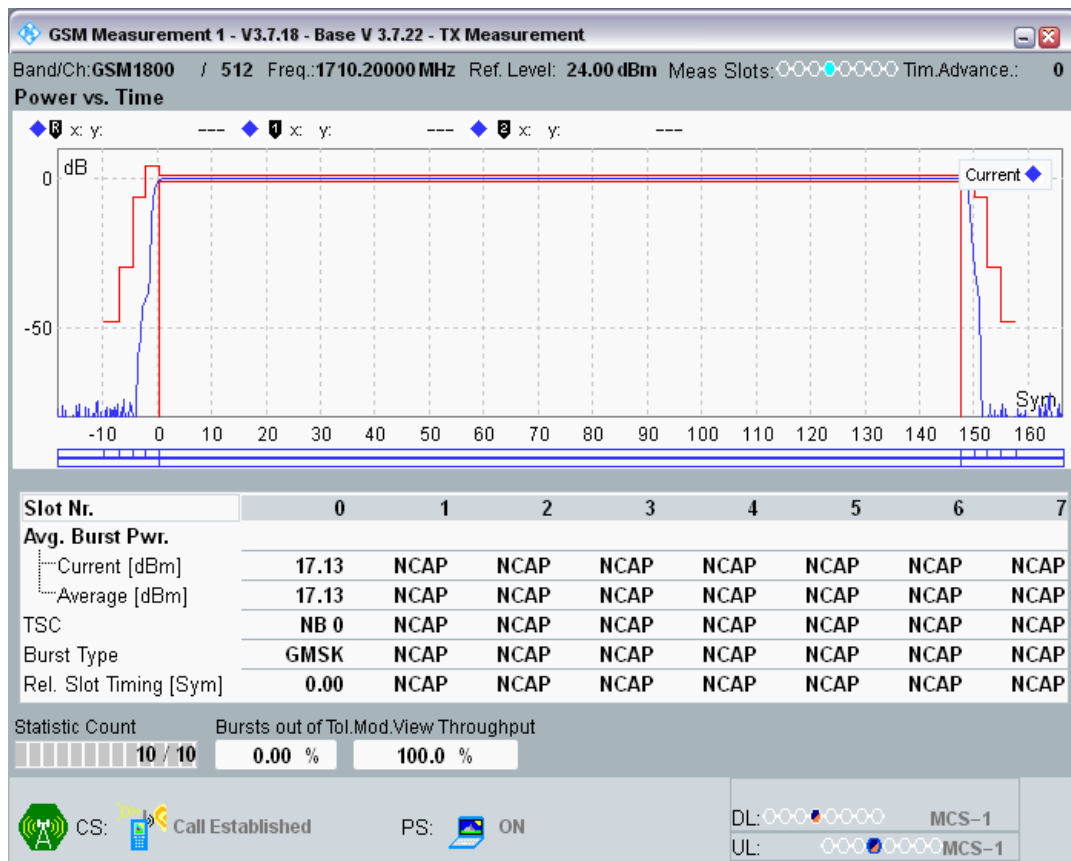 GSM Measurement 1 - V3.7.18 - Base V 3.7.22 - TX Measurement
Band/Ch:GSM1800 / 512 Freq.:1710.20000 MHz Ref. Level: 24.00 dBm Meas Slots: Tim.Advance.: 0
Power vs. Time
R x: y: --- 1 x: y: --- 2 x: y: ---
dB
0
Current
-50
Sym
-10 0 10 20 30 40 50 60 70 80 90 100 110 120 130 140 150 160
Slot Nr. 0 1 2 3 4 5 6 7
Avg. Burst Pwr.
Current [dBm] 17.13 NCAP NCAP NCAP NCAP NCAP NCAP NCAP
Average [dBm] 17.13 NCAP NCAP NCAP NCAP NCAP NCAP NCAP
TSC NB 0 NCAP NCAP NCAP NCAP NCAP NCAP NCAP
Burst Type GMSK NCAP NCAP NCAP NCAP NCAP NCAP NCAP
Rel. Slot Timing [Sym] 0.00 NCAP NCAP NCAP NCAP NCAP NCAP NCAP
Statistic Count Bursts out of Tol.Mod.View Throughput
10 / 10 0.00 % 100.0 %
CS: Call Established PS: ON
DL: MCS-1
UL: MCS-1